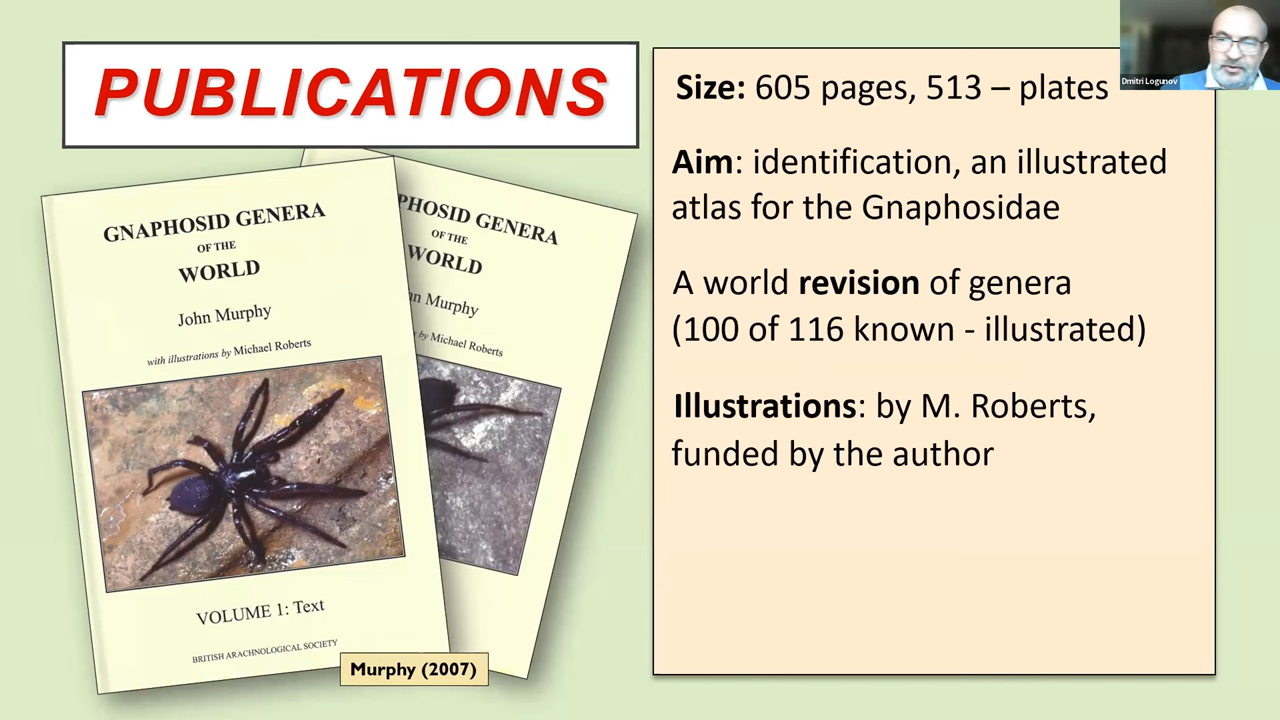 PUBLICATIONS
GNAPHOSID GENERA
OF THE
WORLD
John Murphy
with illustrations by Michael Roberts
VOLUME 1: Text
BRITISH ARACHNOLOGICAL SOCIETY
PHOSID GENERA
OF THE
WORLD
hn Murphy
by Michael Roberts
Murphy (2007)
Size: 605 pages, 513 – plates
Aim: identification, an illustrated
atlas for the Gnaphosidae
A world revision of genera
(100 of 116 known - illustrated)
Illustrations: by M. Roberts,
funded by the author
Dmitri Logunov